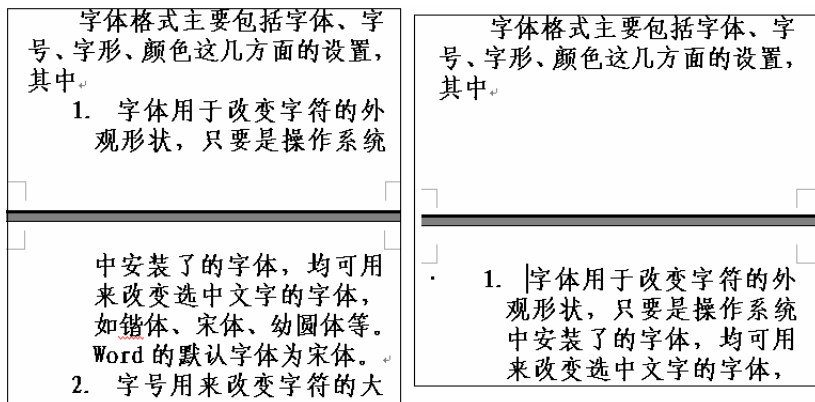 字体格式主要包括字体、字
号、字形、颜色这几方面的设置，
其中
1. 字体用于改变字符的外
观形状，只要是操作系统
中安装了的字体，均可用
来改变选中文字的字体，
如锴体、宋体、幼圆体等。
Word 的默认字体为宋体。
2. 字号用来改变字符的大
字体格式主要包括字体、字
号、字形、颜色这几方面的设置，
其中
1. 字体用于改变字符的外
观形状，只要是操作系统
中安装了的字体，均可用
来改变选中文字的字体，